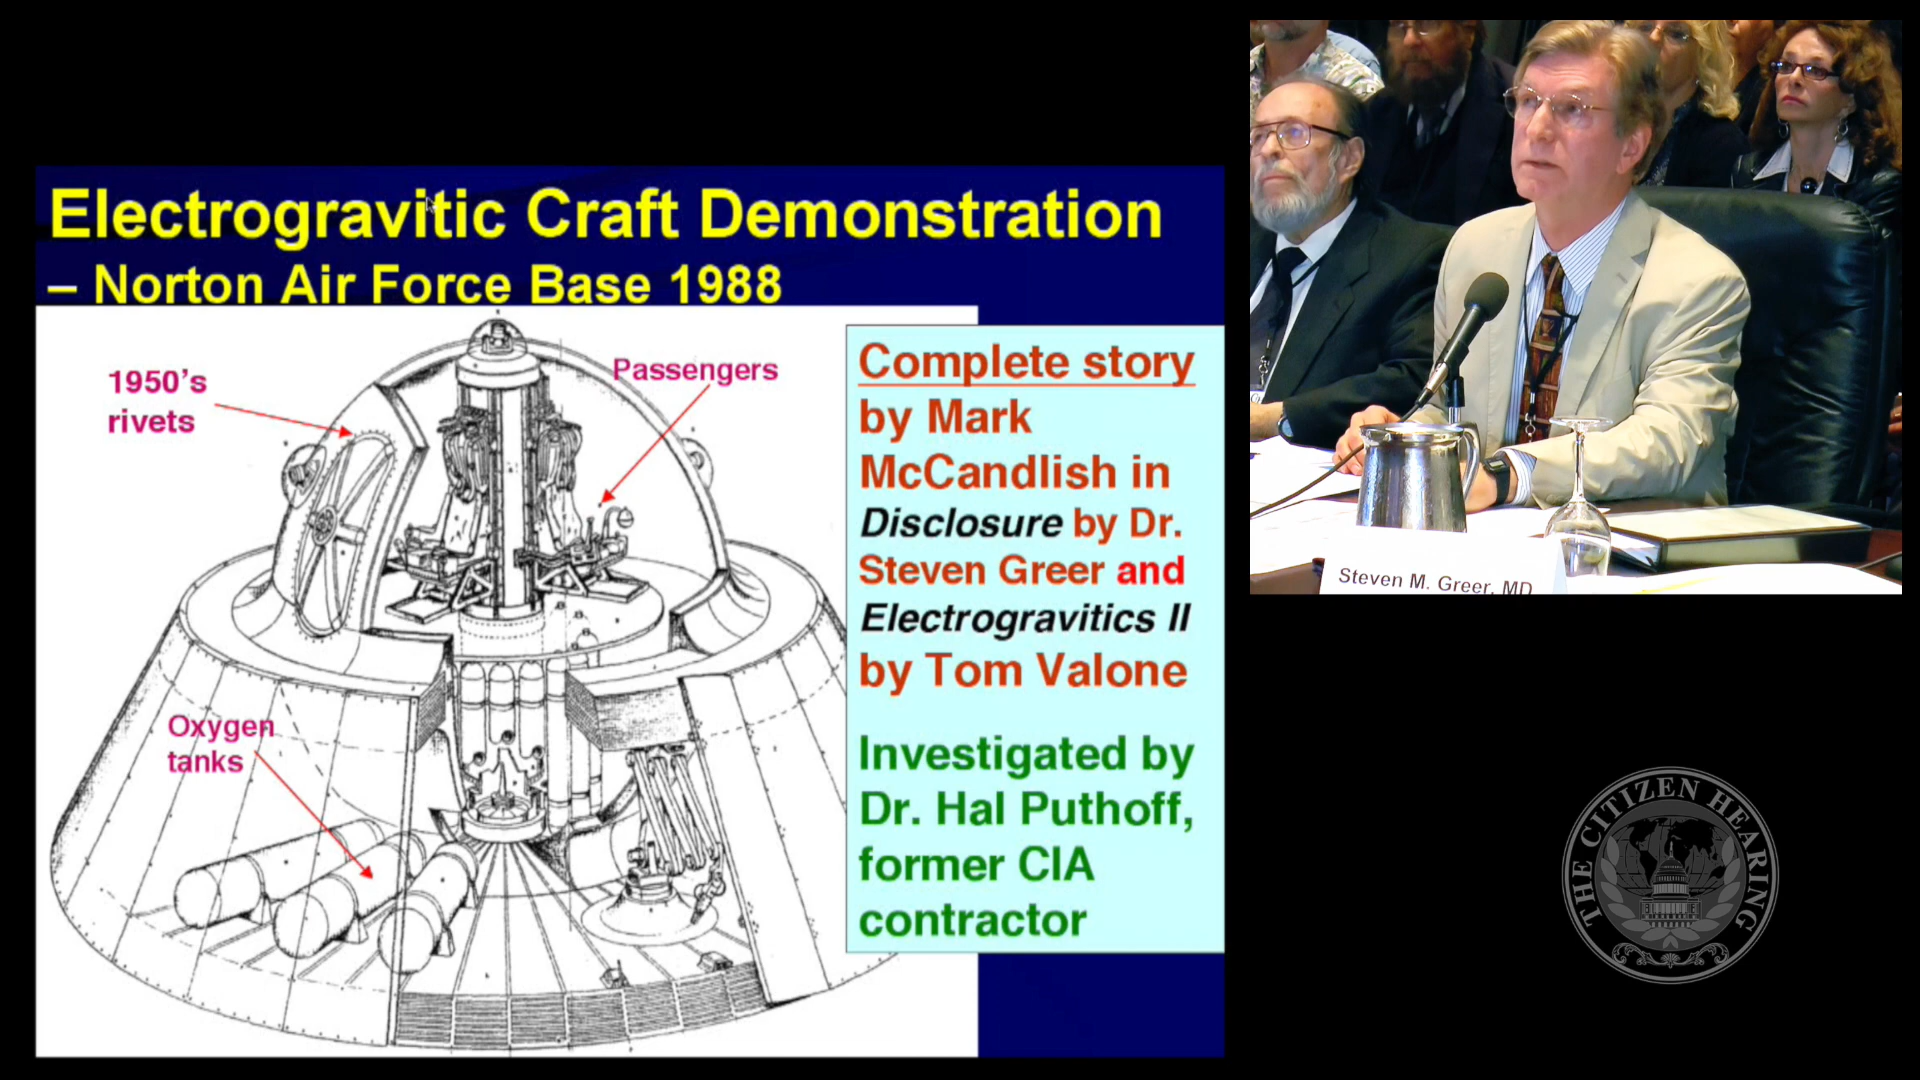 Electrogravitic Craft Demonstration
– Norton Air Force Base 1988
1950's
rivets
Passengers
Oxygen
tanks
Complete story
by Mark
McCandlish in
Disclosure by Dr.
Steven Greer and
Electrogravitics II
by Tom Valone
Investigated by
Dr. Hal Puthoff,
former CIA
contractor
Steven M. Greer, MD
THE CITIZEN HEARING